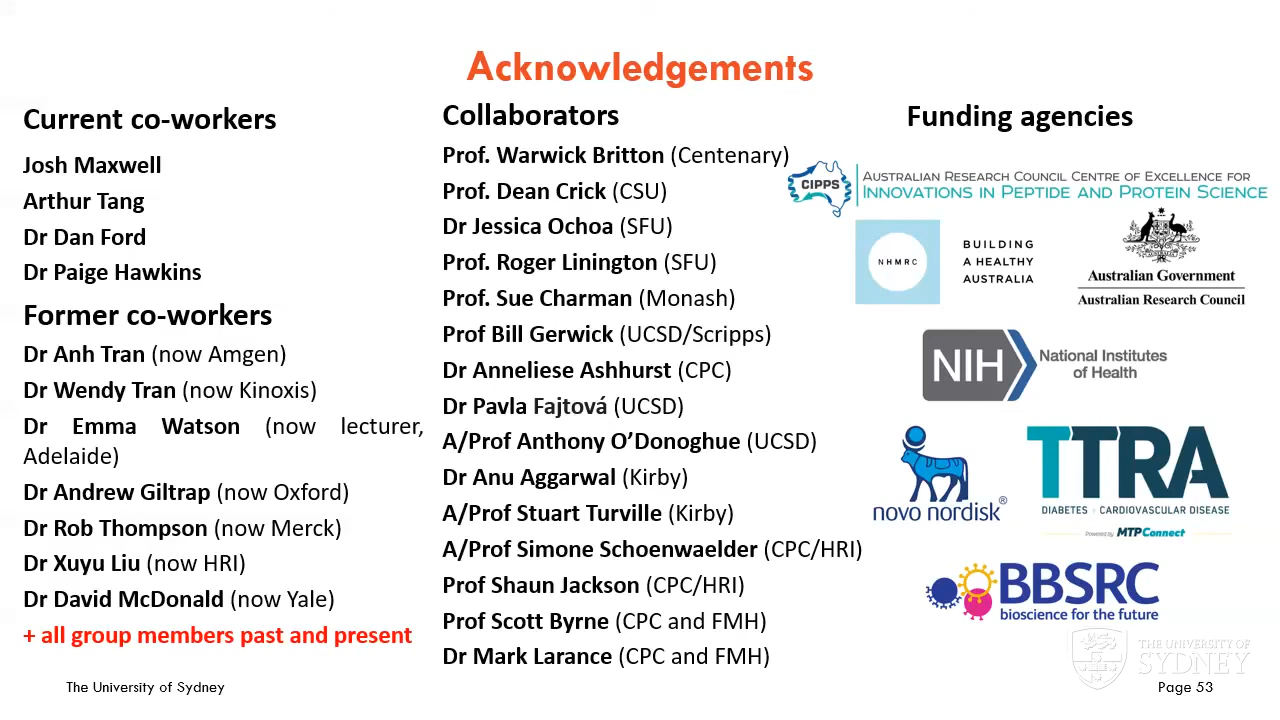 Acknowledgements
Current co-workers
Josh Maxwell
Arthur Tang
Dr Dan Ford
Dr Paige Hawkins
Former co-workers
Dr Anh Tran (now Amgen)
Dr Wendy Tran (now Kinoxis)
Dr Emma Watson (now lecturer,
Adelaide)
Dr Andrew Giltrap (now Oxford)
Dr Rob Thompson (now Merck)
Dr Xuyu Liu (now HRI)
Dr David McDonald (now Yale)
+ all group members past and present
Collaborators
Prof. Warwick Britton (Centenary)
Prof. Dean Crick (CSU)
Dr Jessica Ochoa (SFU)
Prof. Roger Linington (SFU)
Prof. Sue Charman (Monash)
Prof Bill Gerwick (UCSD/Scripps)
Dr Anneliese Ashhurst (CPC)
Dr Pavla Fajtová (UCSD)
A/Prof Anthony O’Donoghue (UCSD)
Dr Anu Aggarwal (Kirby)
A/Prof Stuart Turville (Kirby)
A/Prof Simone Schoenwaelder (CPC/HRI)
Prof Shaun Jackson (CPC/HRI)
Prof Scott Byrne (CPC and FMH)
Dr Mark Larance (CPC and FMH)
Funding agencies
CIPPS
AUSTRALIAN RESEARCH COUNCIL CENTRE OF EXCELLENCE FOR
INNOVATIONS IN PEPTIDE AND PROTEIN SCIENCE
NHMRC
BUILDING
A HEALTHY
AUSTRALIA
Australian Government
Australian Research Council
NIH
National Institutes
of Health
novo nordisk®
TTRA
DIABETES + CARDIOVASCULAR DISEASE
Powered by MTPConnect
BBSRC
bioscience for the future
THE UNIVERSITY OF
SYDNEY
The University of Sydney
Page 53